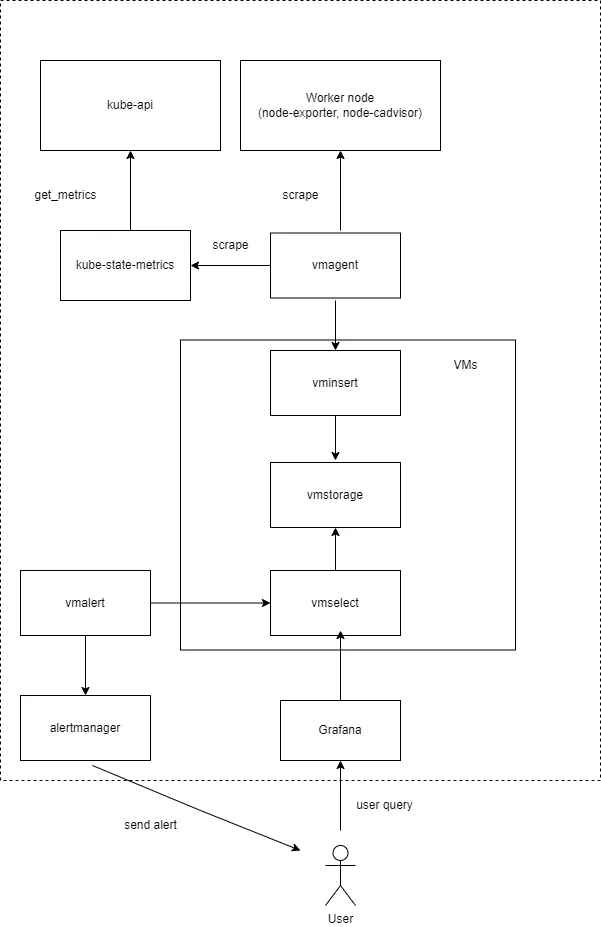 kube-api
Worker node
(node-exporter, node-cadvisor)
get_metrics
scrape
kube-state-metrics
scrape
vmagent
VMs
vminsert
vmstorage
vmalert
vmselect
alertmanager
Grafana
send alert
user query
User